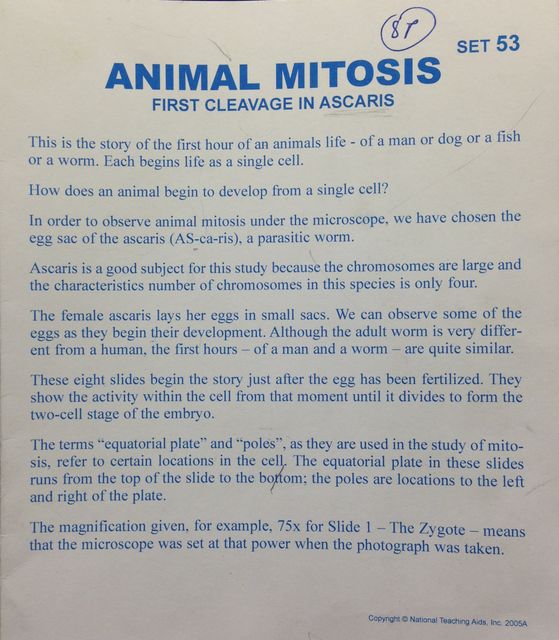 8P
SET 53
ANIMAL MITOSIS
FIRST CLEAVAGE IN ASCARIS
This is the story of the first hour of an animals life - of a man or dog or a fish
or a worm. Each begins life as a single cell.
How does an animal begin to develop from a single cell?
In order to observe animal mitosis under the microscope, we have chosen the
egg sac of the ascaris (AS-ca-ris), a parasitic worm.
Ascaris is a good subject for this study because the chromosomes are large and
the characteristics number of chromosomes in this species is only four.
The female ascaris lays her eggs in small sacs. We can observe some of the
eggs as they begin their development. Although the adult worm is very differ-
ent from a human, the first hours – of a man and a worm – are quite similar.
These eight slides begin the story just after the egg has been fertilized. They
show the activity within the cell from that moment until it divides to form the
two-cell stage of the embryo.
The terms “equatorial plate” and “poles”, as they are used in the study of mito-
sis, refer to certain locations in the cell. The equatorial plate in these slides
runs from the top of the slide to the bottom; the poles are locations to the left
and right of the plate.
The magnification given, for example, 75x for Slide 1 – The Zygote – means
that the microscope was set at that power when the photograph was taken.
Copyright © National Teaching Aids, Inc. 2005A